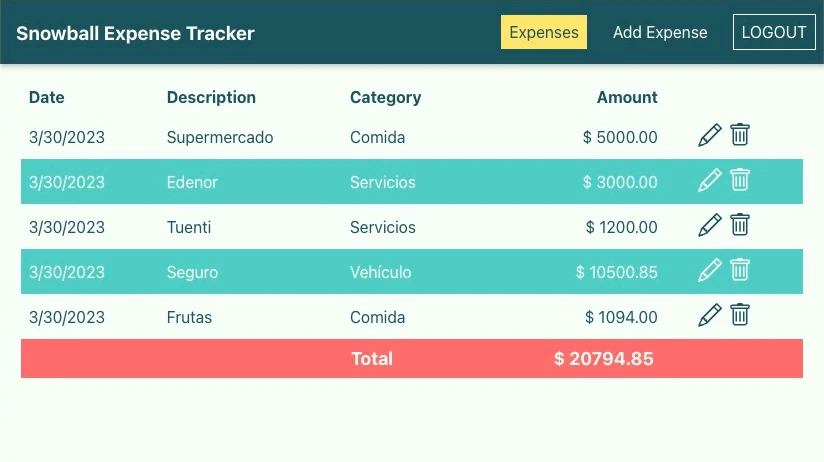 Snowball Expense Tracker Expenses Add Expense LOGOUT
Date Description Category Amount
3/30/2023 Supermercado Comida $ 5000.00
3/30/2023 Edenor Servicios $ 3000.00
3/30/2023 Tuenti Servicios $ 1200.00
3/30/2023 Seguro Vehículo $ 10500.85
3/30/2023 Frutas Comida $ 1094.00
Total $ 20794.85